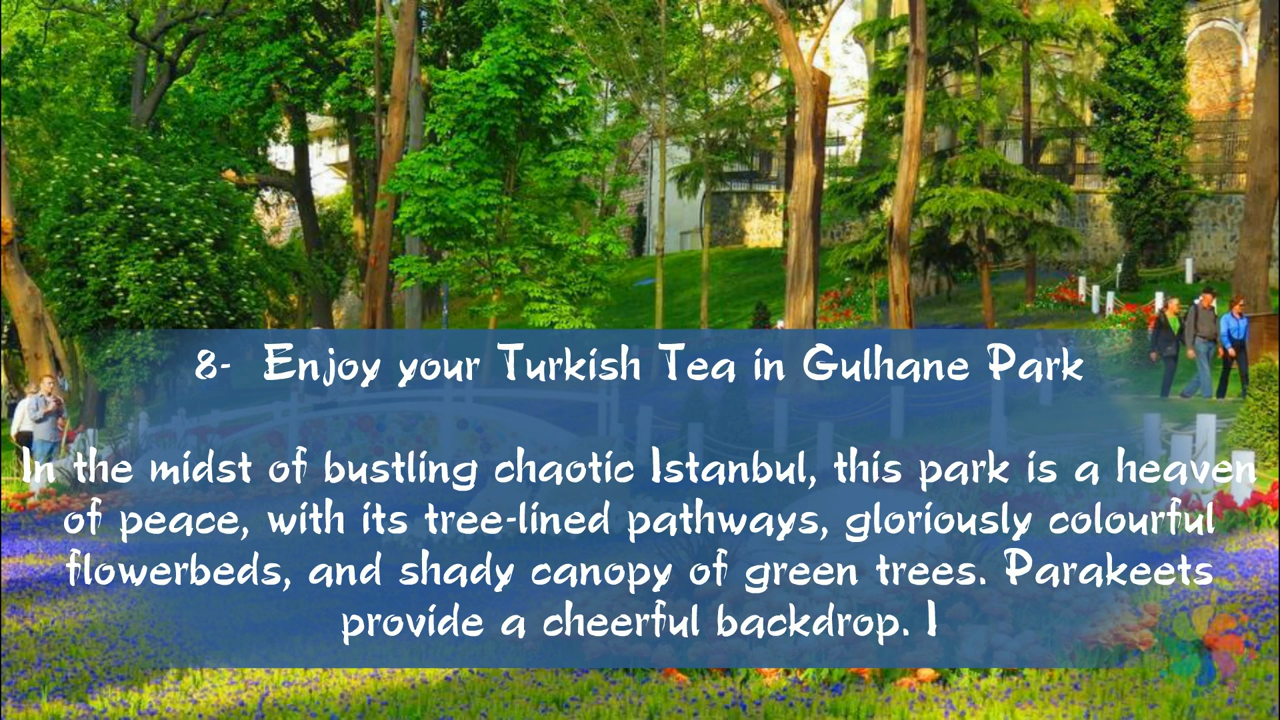 8-  Enjoy your Turkish Tea in Gulhane Park
In the midst of bustling chaotic Istanbul, this park is a heaven
of peace, with its tree-lined pathways, gloriously colourful
flowerbeds, and shady canopy of green trees. Parakeets
provide a cheerful backdrop. I